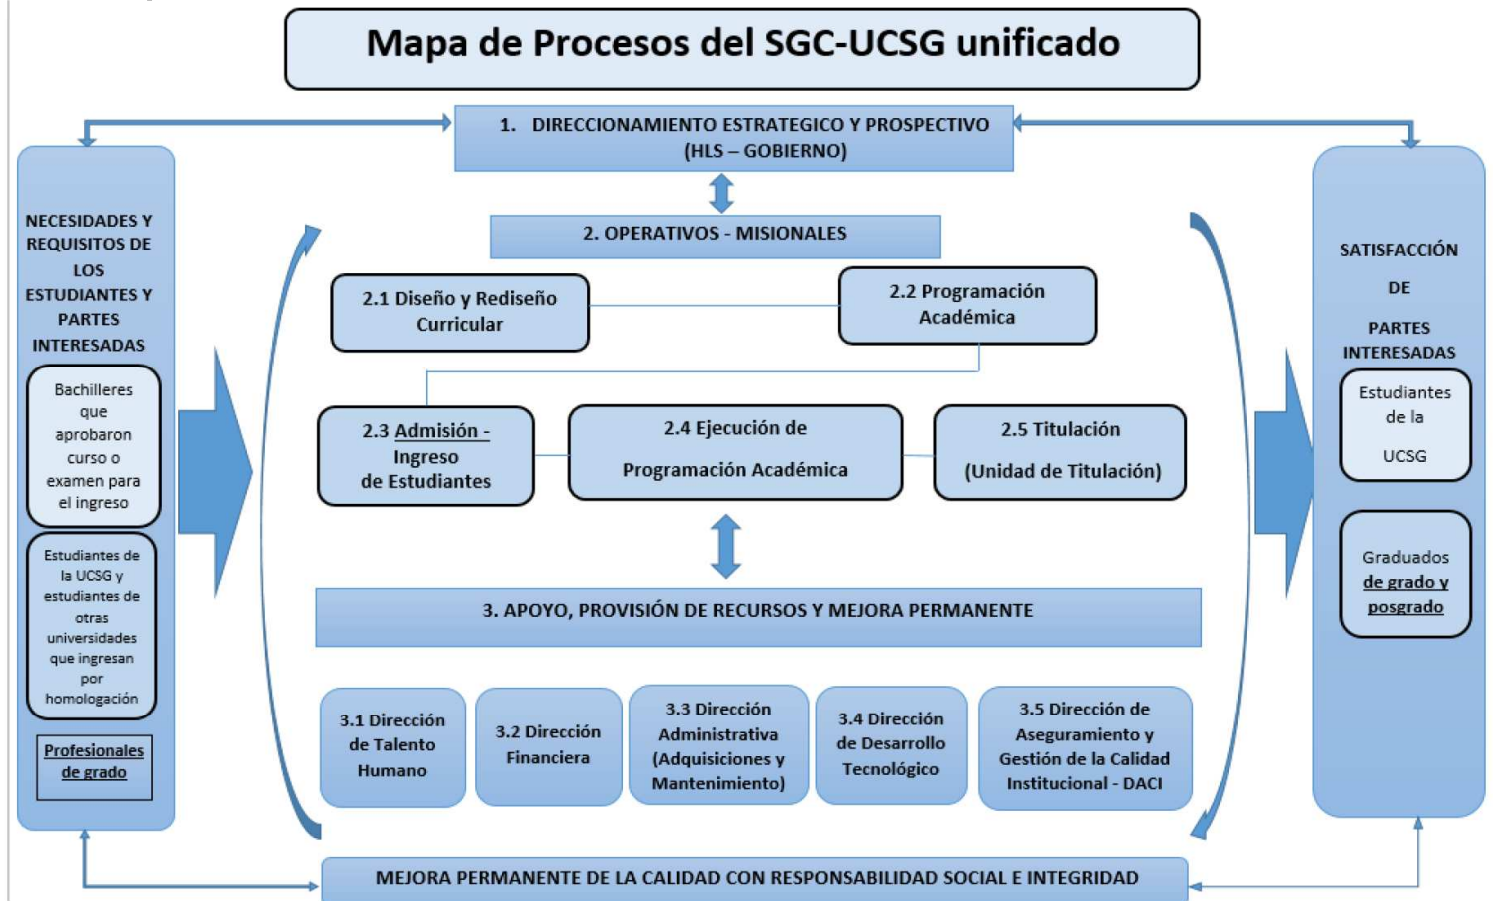 Mapa de Procesos del SGC-UCSG unificado
1. DIRECCIONAMIENTO ESTRATEGICO Y PROSPECTIVO
(HLS – GOBIERNO)
NECESIDADES Y
REQUISITOS DE
LOS
ESTUDIANTES Y
PARTES
INTERESADAS
Bachilleres
que
aprobaron
curso o
examen para
el ingreso
Estudiantes de
la UCSG y
estudiantes de
otras
universidades
que ingresan
por
homologación
Profesionales
de grado
2. OPERATIVOS - MISIONALES
2.1 Diseño y Rediseño
Curricular
2.2 Programación
Académica
2.3 Admisión -
Ingreso
de Estudiantes
2.4 Ejecución de
Programación Académica
2.5 Titulación
(Unidad de Titulación)
3. APOYO, PROVISIÓN DE RECURSOS Y MEJORA PERMANENTE
3.1 Dirección
de Talento
Humano
3.2 Dirección
Financiera
3.3 Dirección
Administrativa
(Adquisiciones y
Mantenimiento)
3.4 Dirección
de Desarrollo
Tecnológico
3.5 Dirección de
Aseguramiento y
Gestión de la Calidad
Institucional - DACI
SATISFACCIÓN
DE
PARTES
INTERESADAS
Estudiantes
de la
UCSG
Graduados
de grado y
posgrado
MEJORA PERMANENTE DE LA CALIDAD CON RESPONSABILIDAD SOCIAL E INTEGRIDAD